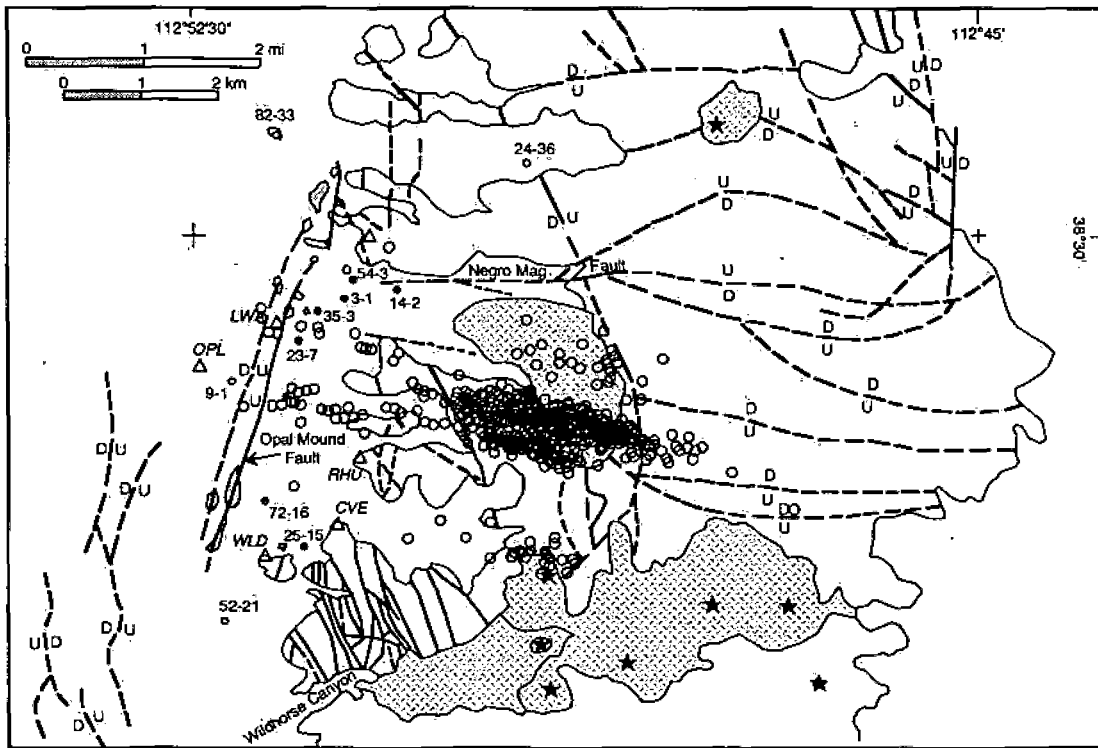 112°52'30"
112°45'
0 1 2 mi
0 1 2 km
82-33
24-36
38°30'
Negro Mag Fault
54-3
3-1
14-2
35-3
LWL
23-7
OPL
9-1
Opal Mound
Fault
RHU
72-16
CVE
WLD
25-15
52-21
Wildhorse Canyon
D
U
U D
U
D
D U
U
D
D U
D
U
D U
D U
D
U
D
U
D U
D U
U D
D U